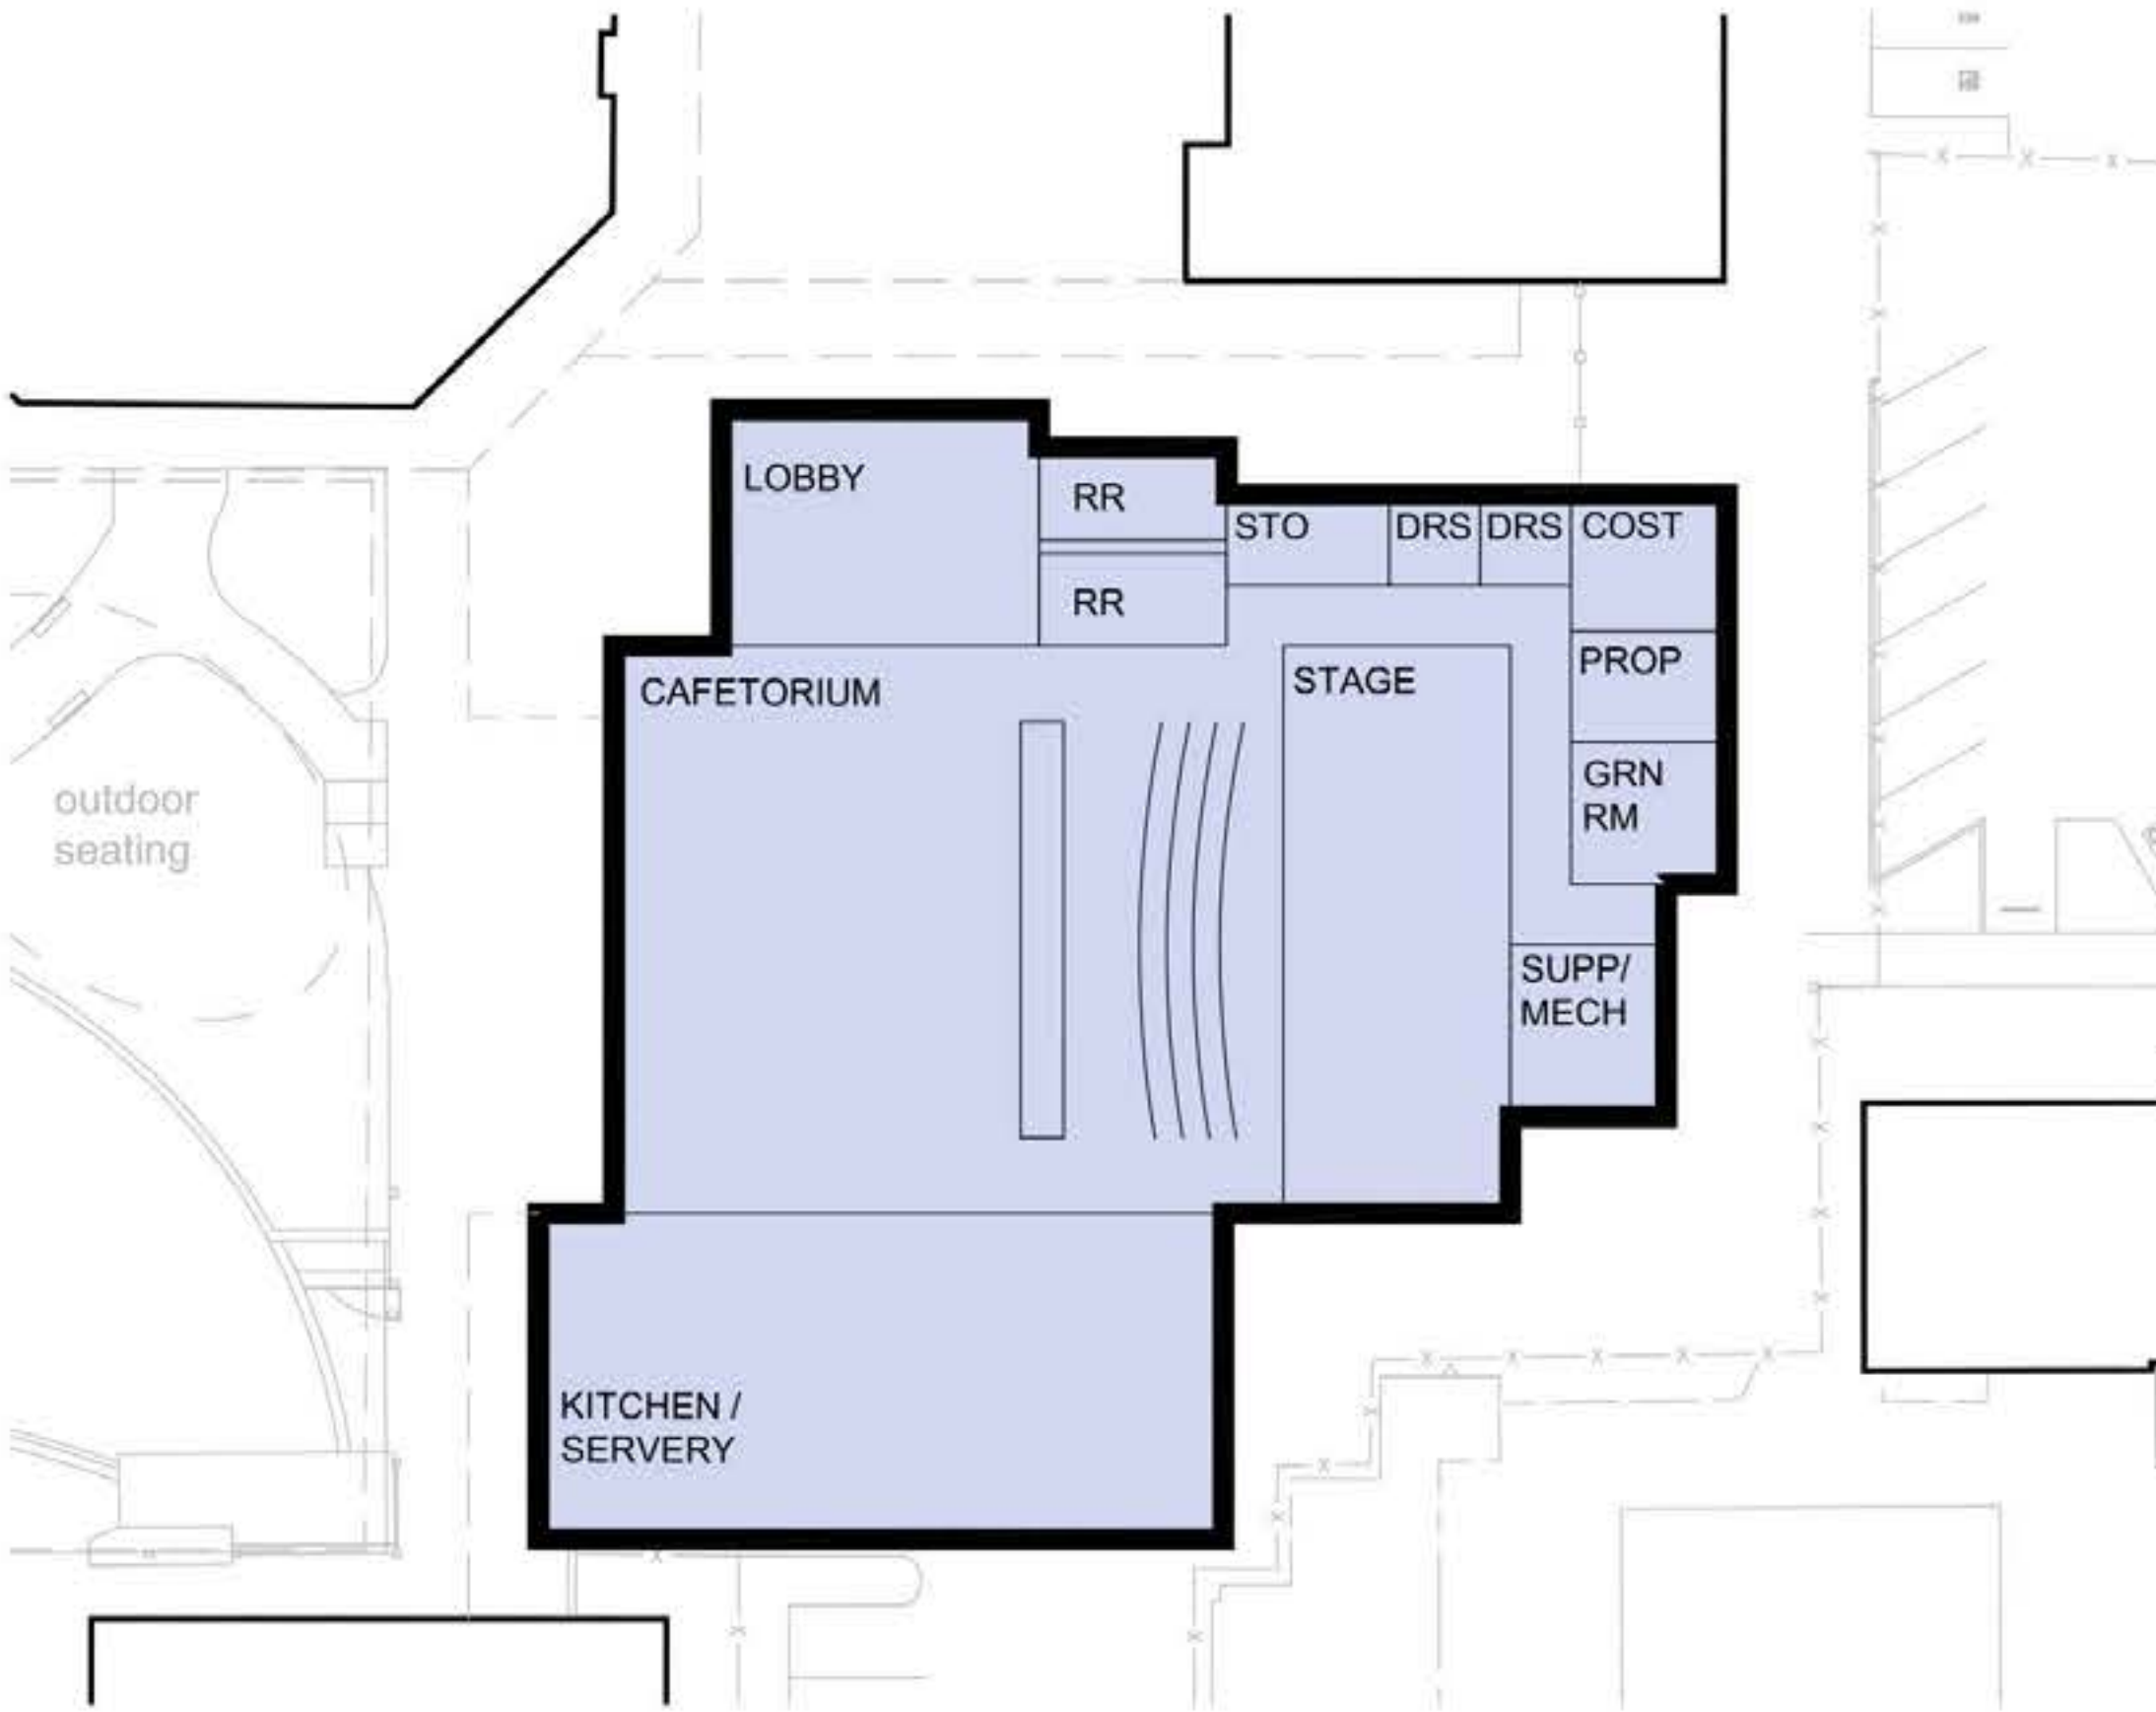 LOBBY
RR
STO
DRS
DRS
COST
RR
PROP
CAFETORIUM
STAGE
GRN
RM
outdoor
seating
SUPP/
MECH
KITCHEN /
SERVERY